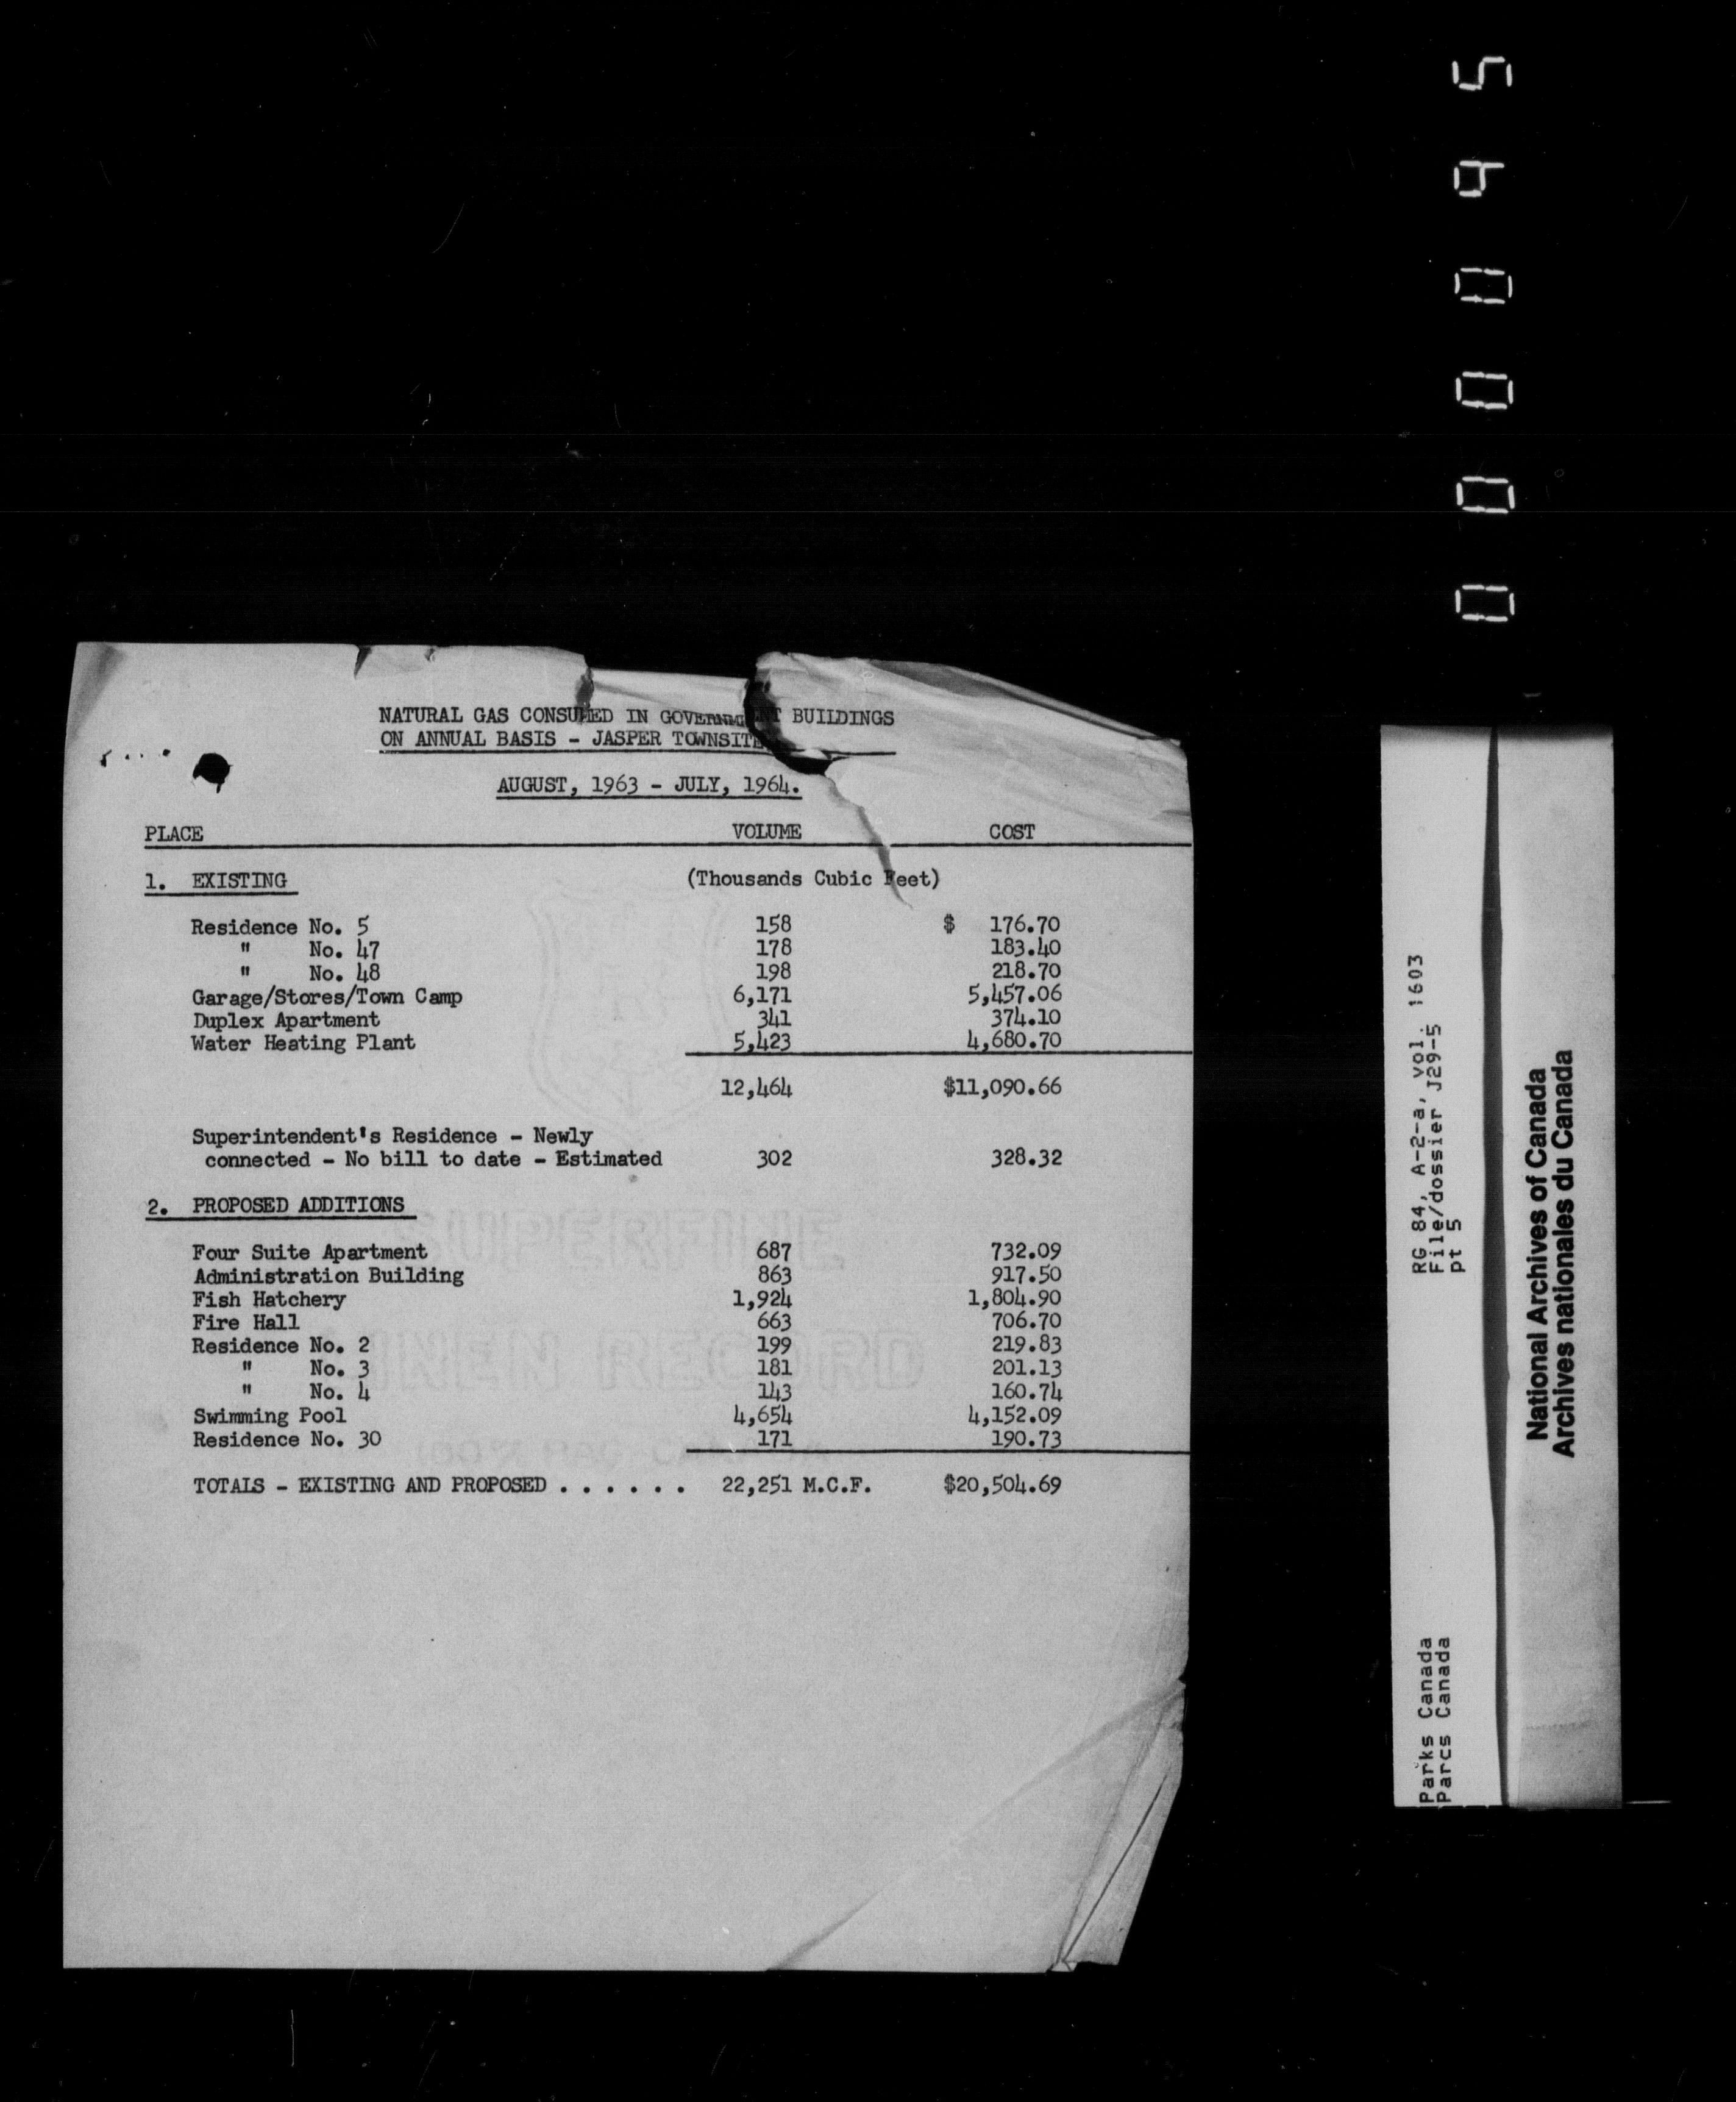 NATURAL GAS CONSUMED IN GOVERNMENT BUILDINGS
ON ANNUAL BASIS - JASPER TOWNSITE
AUGUST, 1963 - JULY, 1964.
PLACE VOLUME COST
1. EXISTING (Thousands Cubic Feet)
Residence No. 5 158 $ 176.70
" No. 47 178 183.40
" No. 48 198 218.70
Garage/Stores/Town Camp 6,171 5,457.06
Duplex Apartment 341 374.10
Water Heating Plant 5,423 4,680.70
12,464 $11,090.66
Superintendent's Residence - Newly
connected - No bill to date - Estimated 302 328.32
2. PROPOSED ADDITIONS
Four Suite Apartment 687 732.09
Administration Building 863 917.50
Fish Hatchery 1,924 1,804.90
Fire Hall 663 706.70
Residence No. 2 199 219.83
" No. 3 181 201.13
" No. 4 143 160.74
Swimming Pool 4,654 4,152.09
Residence No. 30 171 190.73
TOTALS - EXISTING AND PROPOSED . . . . . . 22,251 M.C.F. $20,504.69
SUPERFINE
LINEN RECORD
100% RAG CANADA
000095
RG 84, A-2-a, vol. 1603
File/dossier J29-5
pt 5
Parks Canada
Parcs Canada
National Archives of Canada
Archives nationales du Canada